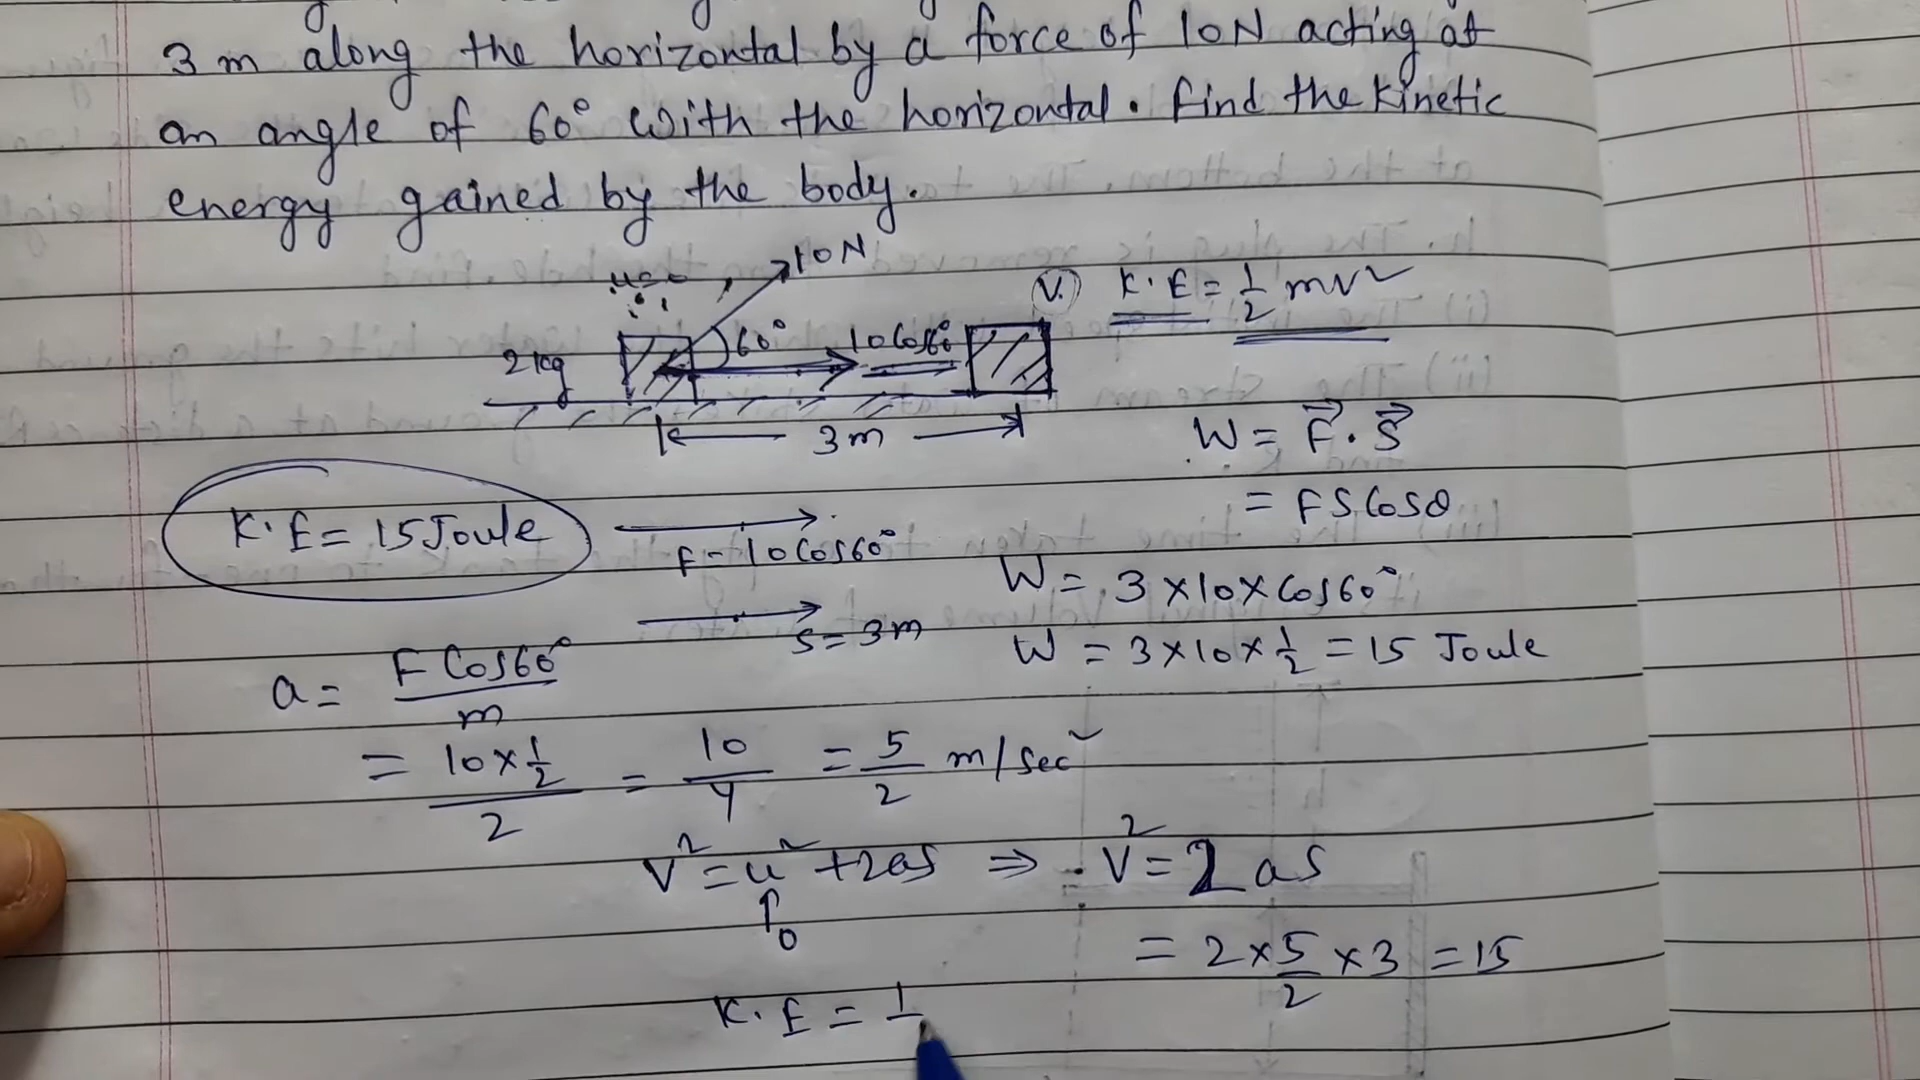 3 m along the horizontal by a force of 10N acting at
an angle of 60° with the horizontal. find the kinetic
energy gained by the body.
10N
u=0
V.
K.E = 1/2 mv²
2kg
60°
10 Cos60°
3m
W = F⃗ . S⃗
= FS Cosθ
K.E = 15 Joule
F = 10 Cos60°
S = 3m
W = 3 × 10 × Cos60°
W = 3×10×1/2 = 15 Joule
a = F Cos60°/m
= 10×1/2 / 2 = 10/4 = 5/2 m/sec²
V² = u² + 2as ⇒ V² = 2as
0
= 2 × 5/2 × 3 = 15
K.E = 1